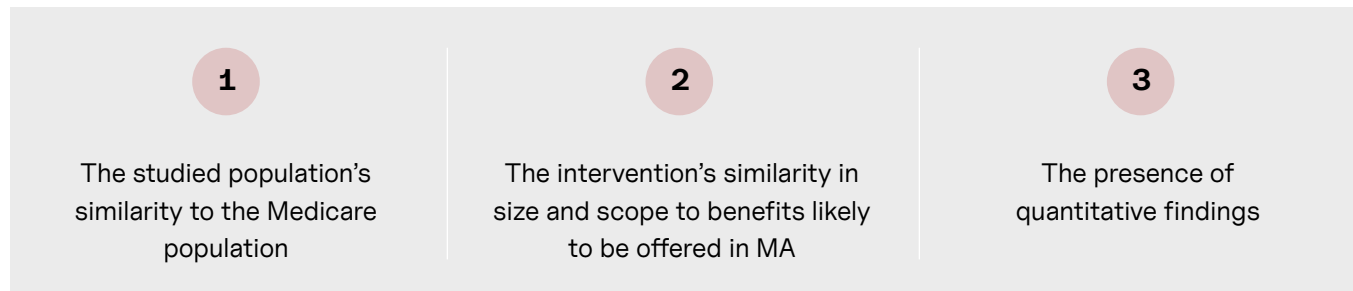 1
The studied population’s
similarity to the Medicare
population
2
The intervention’s similarity in
size and scope to benefits likely
to be offered in MA
3
The presence of
quantitative findings